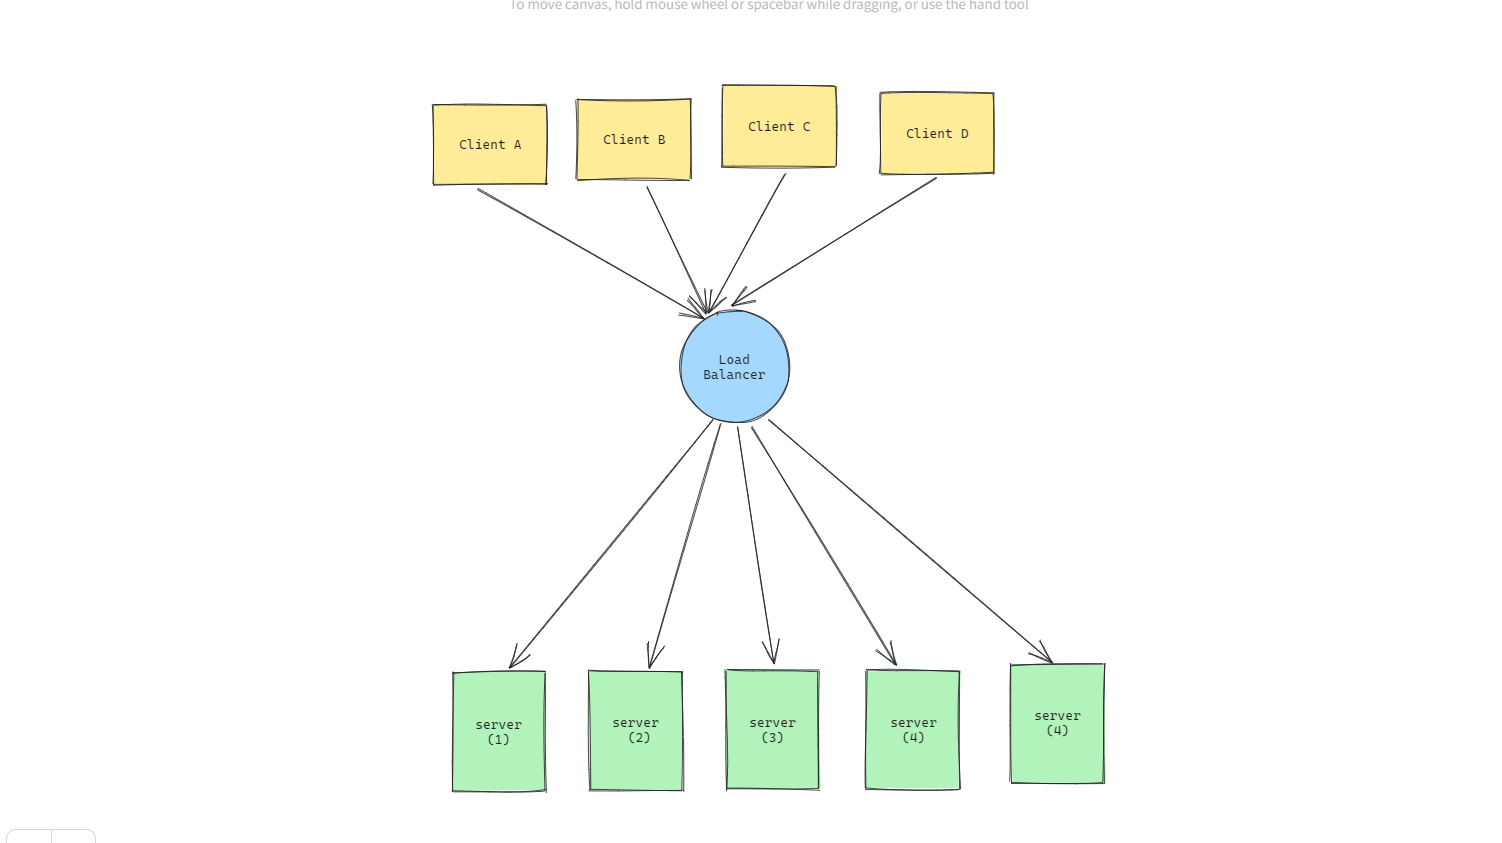 To move canvas, hold mouse wheel or spacebar while dragging, or use the hand tool
Client A
Client B
Client C
Client D
Load
Balancer
server
(1)
server
(2)
server
(3)
server
(4)
server
(4)